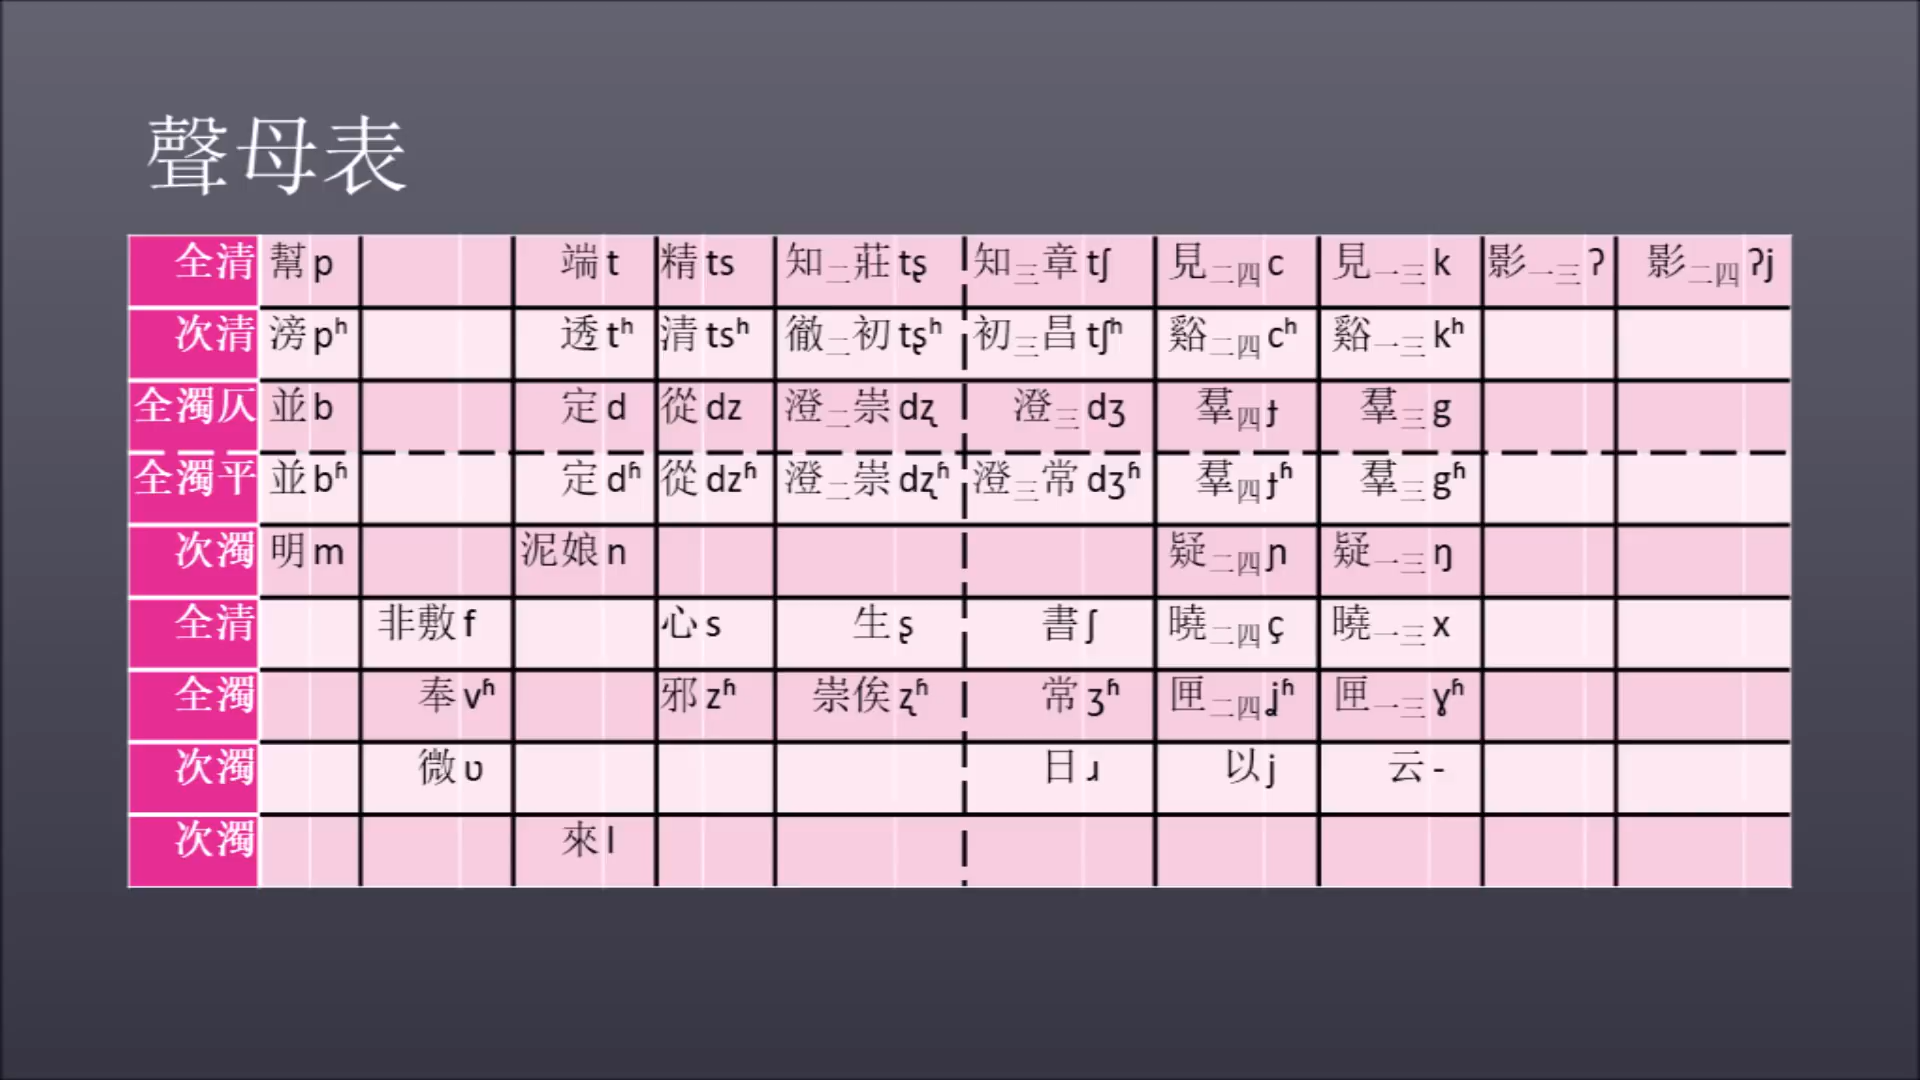 聲母表
全清 幫 p 端 t 精 ts 知二莊 tʂ 知三章 tʃ 見二四 c 見一三 k 影一三 ʔ 影二四 ʔj
次清 滂 pʰ 透 tʰ 清 tsʰ 徹二初 tʂʰ 初三昌 tʃʰ 谿二四 cʰ 谿一三 kʰ
全濁仄 並 b 定 d 從 dz 澄二崇 dʐ 澄三 dʒ 羣四 ɟ 羣三 g
全濁平 並 bʱ 定 dʱ 從 dzʱ 澄二崇 dʐʱ 澄三常 dʒʱ 羣四 ɟʱ 羣三 gʱ
次濁 明 m 泥娘 n 疑二四 ɲ 疑一三 ŋ
全清 非敷 f 心 s 生 ʂ 書 ʃ 曉二四 ç 曉一三 x
全濁 奉 vʱ 邪 zʱ 崇俟 ʐʱ 常 ʒʱ 匣二四 ʝʱ 匣一三 ɣʱ
次濁 微 ʋ 日 ɹ 以 j 云 -
次濁 來 l